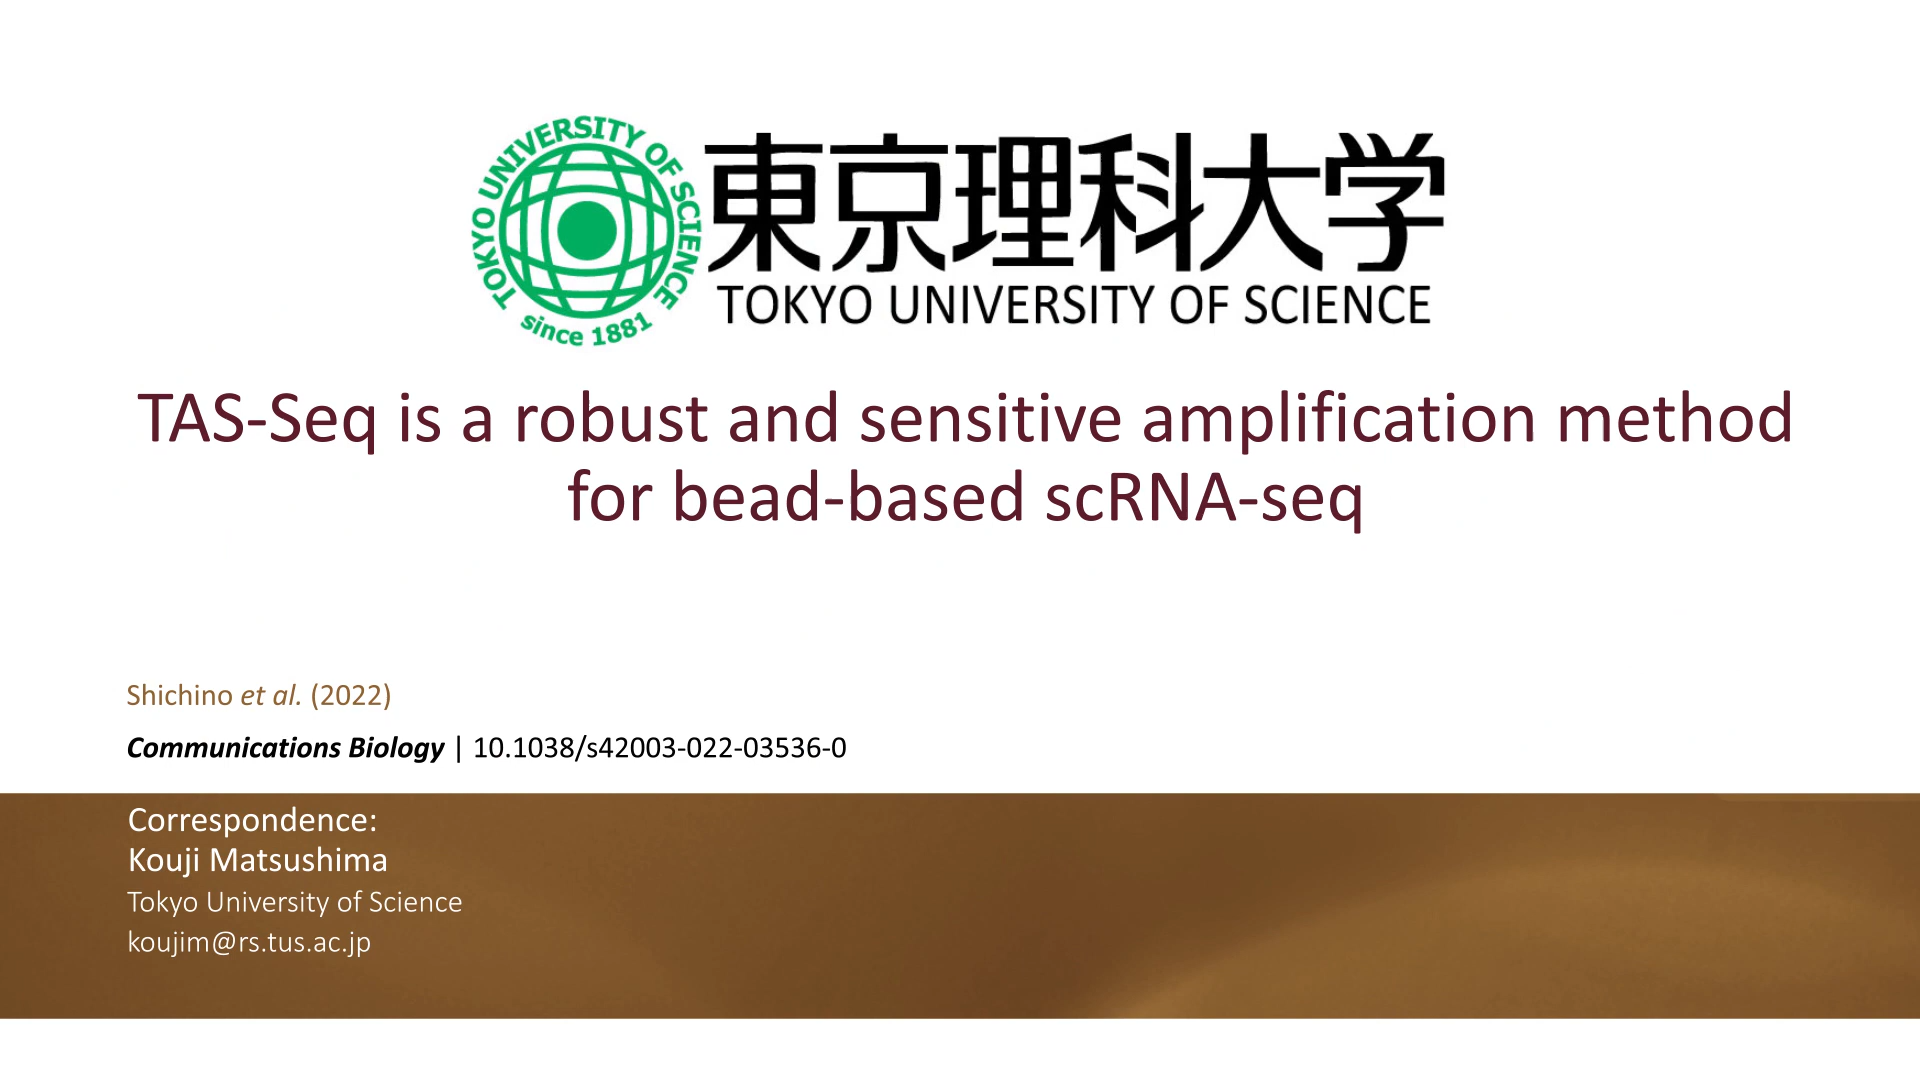 TOKYO UNIVERSITY OF SCIENCE
since 1881
東京理科大学
TOKYO UNIVERSITY OF SCIENCE
TAS-Seq is a robust and sensitive amplification method
for bead-based scRNA-seq
Shichino et al. (2022)
Communications Biology | 10.1038/s42003-022-03536-0
Correspondence:
Kouji Matsushima
Tokyo University of Science
koujim@rs.tus.ac.jp